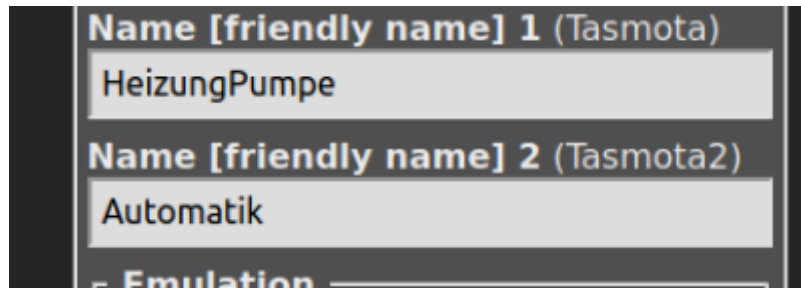 Name [friendly name] 1 (Tasmota)
HeizungPumpe
Name [friendly name] 2 (Tasmota2)
Automatik
Emulation